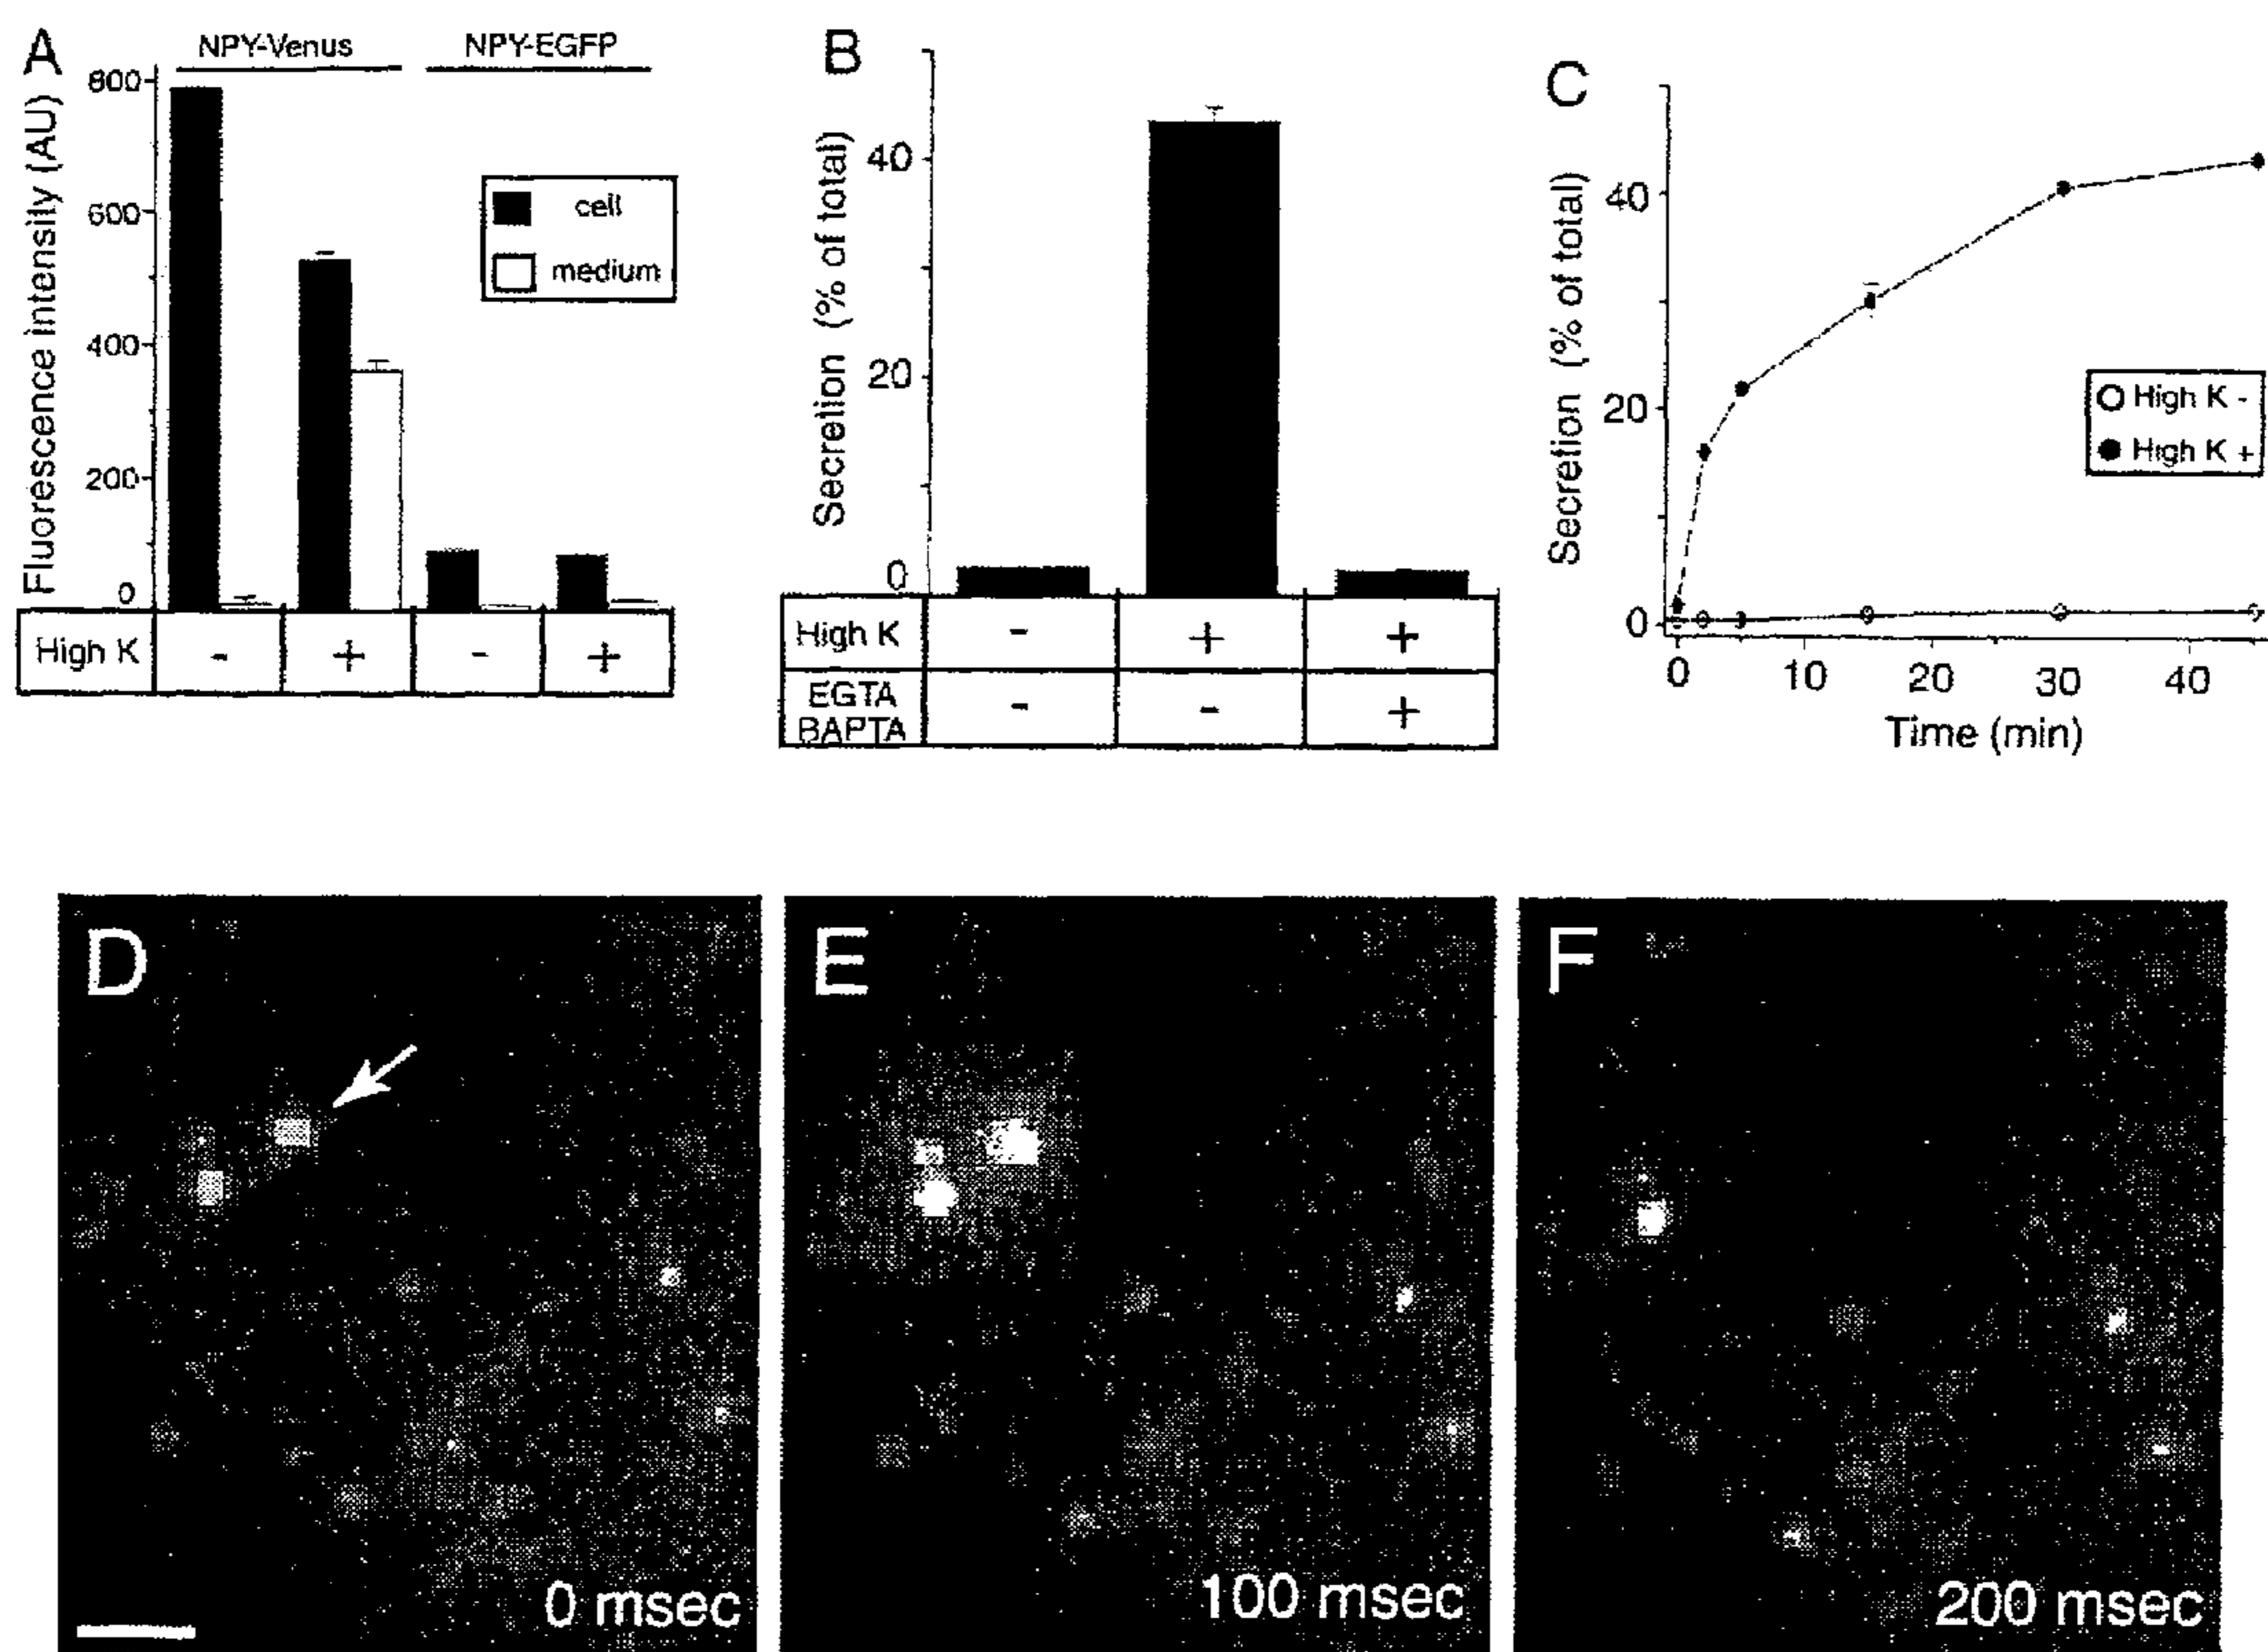 A
NPY-Venus NPY-EGFP
Fluorescence Intensity (AU)
800
600
400
200
0
cell
medium
High K - + - +
B
Secretion (% of total)
40
20
0
High K - + +
EGTA
BAPTA - - +
C
Secretion (% of total)
40
20
0
High K -
High K +
0 10 20 30 40
Time (min)
D
0 msec
E
100 msec
F
200 msec